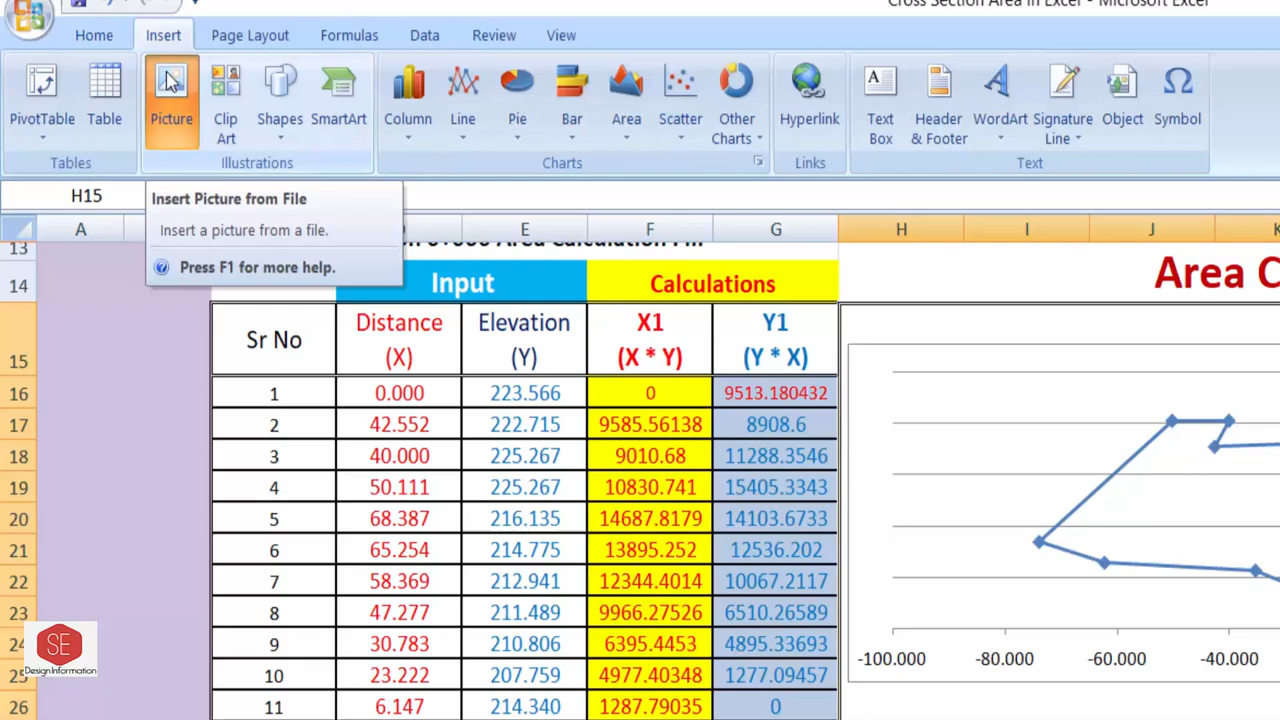 Cross Section Area in Excel - Microsoft Excel
Home Insert Page Layout Formulas Data Review View
PivotTable Table Picture Clip Art Shapes SmartArt Column Line Pie Bar Area Scatter Other Charts Hyperlink Text Box Header & Footer WordArt Signature Line Object Symbol
Tables Illustrations Charts Links Text
H15
Insert Picture from File
Insert a picture from a file.
Press F1 for more help.
A E F G H I J K
13 Area Calculation
14 Input Calculations Area C
15 Sr No Distance (X) Elevation (Y) X1 (X * Y) Y1 (Y * X)
16 1 0.000 223.566 0 9513.180432
17 2 42.552 222.715 9585.56138 8908.6
18 3 40.000 225.267 9010.68 11288.3546
19 4 50.111 225.267 10830.741 15405.3343
20 5 68.387 216.135 14687.8179 14103.6733
21 6 65.254 214.775 13895.252 12536.202
22 7 58.369 212.941 12344.4014 10067.2117
23 8 47.277 211.489 9966.27526 6510.26589
24 9 30.783 210.806 6395.4453 4895.33693
25 10 23.222 207.759 4977.40348 1277.09457
26 11 6.147 214.340 1287.79035 0
-100.000 -80.000 -60.000 -40.000
SE
Design Information